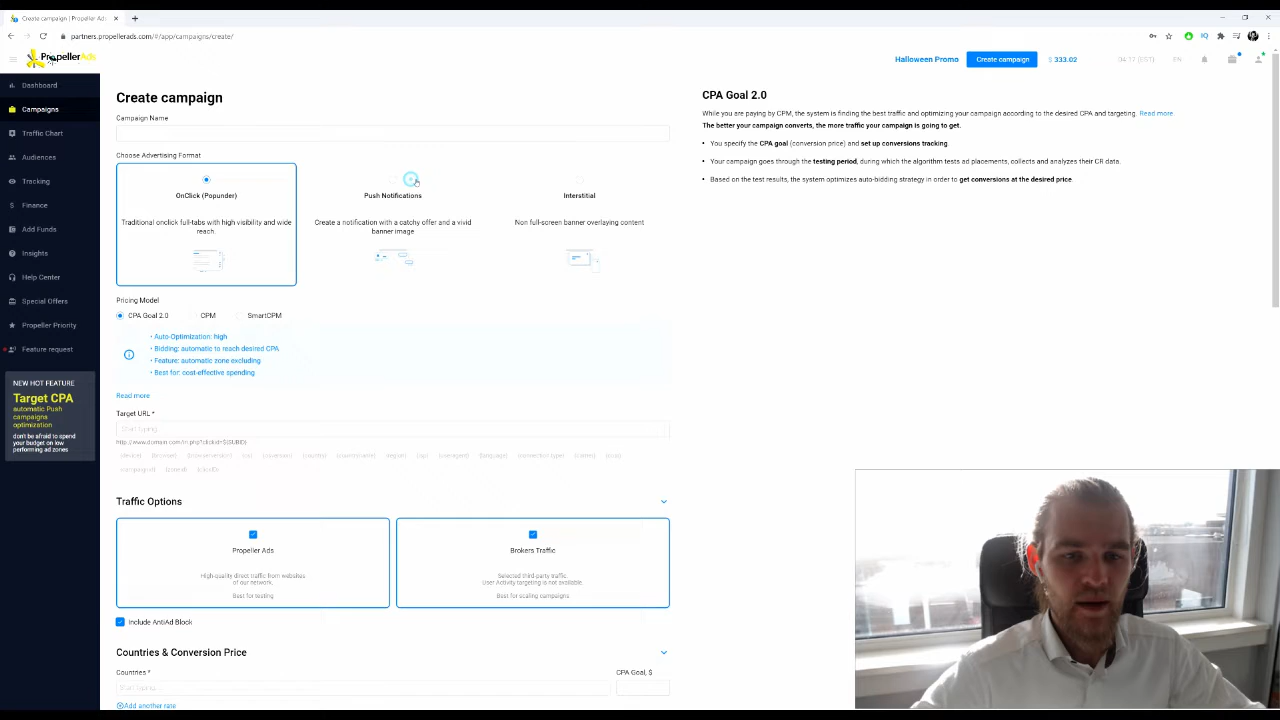 Create campaign | Propeller Ads
partners.propellerads.com/#/app/campaigns/create/
PropellerAds
Halloween Promo
Create campaign
$ 333.02
EN
Dashboard
Campaigns
Traffic Chart
Audiences
Tracking
Finance
Add Funds
Insights
Help Center
Special Offers
Propeller Priority
Feature request
NEW HOT FEATURE
Target CPA
automatic Push
campaigns
optimization
don't be afraid to spend
your budget on low
performing ad zones
Create campaign
Campaign Name
Choose Advertising Format
OnClick (Popunder)
Traditional onclick full-tabs with high visibility and wide
reach.
Push Notifications
Create a notification with a catchy offer and a vivid
banner image
Interstitial
Non full-screen banner overlaying content
Pricing Model
CPA Goal 2.0
CPM
SmartCPM
• Auto-Optimization: high
• Bidding: automatic to reach desired CPA
• Feature: automatic zone excluding
• Best for: cost-effective spending
Read more
Target URL *
Start typing...
Traffic Options
Propeller Ads
High-quality direct traffic from websites
of our network.
Best for testing
Brokers Traffic
Selected third-party traffic.
User Activity targeting is not available.
Best for scaling campaigns.
Include AntiAd Block
Countries & Conversion Price
Countries *
CPA Goal, $
Start typing...
Add another rate
CPA Goal 2.0
While you are paying by CPM, the system is finding the best traffic and optimizing your campaign according to the desired CPA and targeting. Read more.
The better your campaign converts, the more traffic your campaign is going to get.
• You specify the CPA goal (conversion price) and set up conversions tracking.
• Your campaign goes through the testing period, during which the algorithm tests ad placements, collects and analyzes their CR data.
• Based on the test results, the system optimizes auto-bidding strategy in order to get conversions at the desired price.